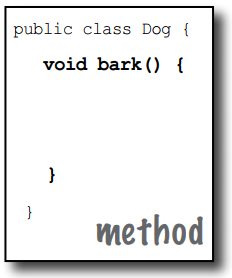 public class Dog {
void bark() {
}
}
method